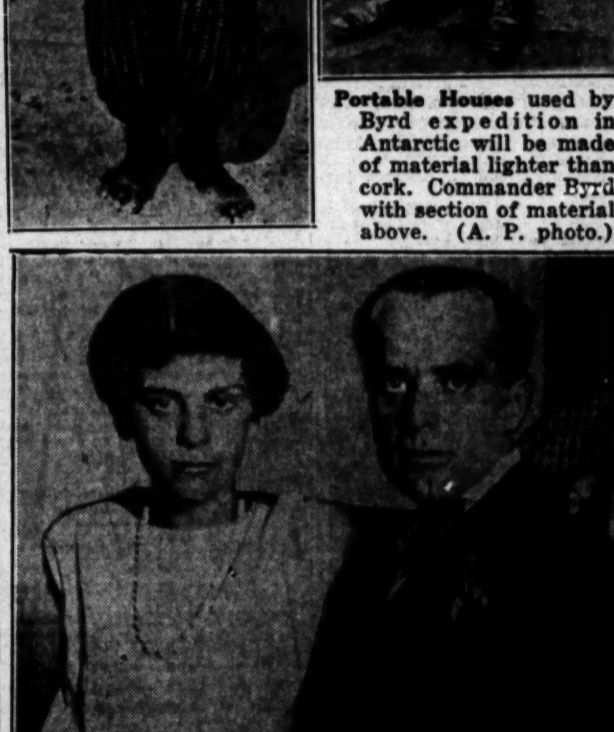 Portable Houses used by
Byrd expedition in
Antarctic will be made
of material lighter than
cork. Commander Byrd
with section of material
above. (A. P. photo.)